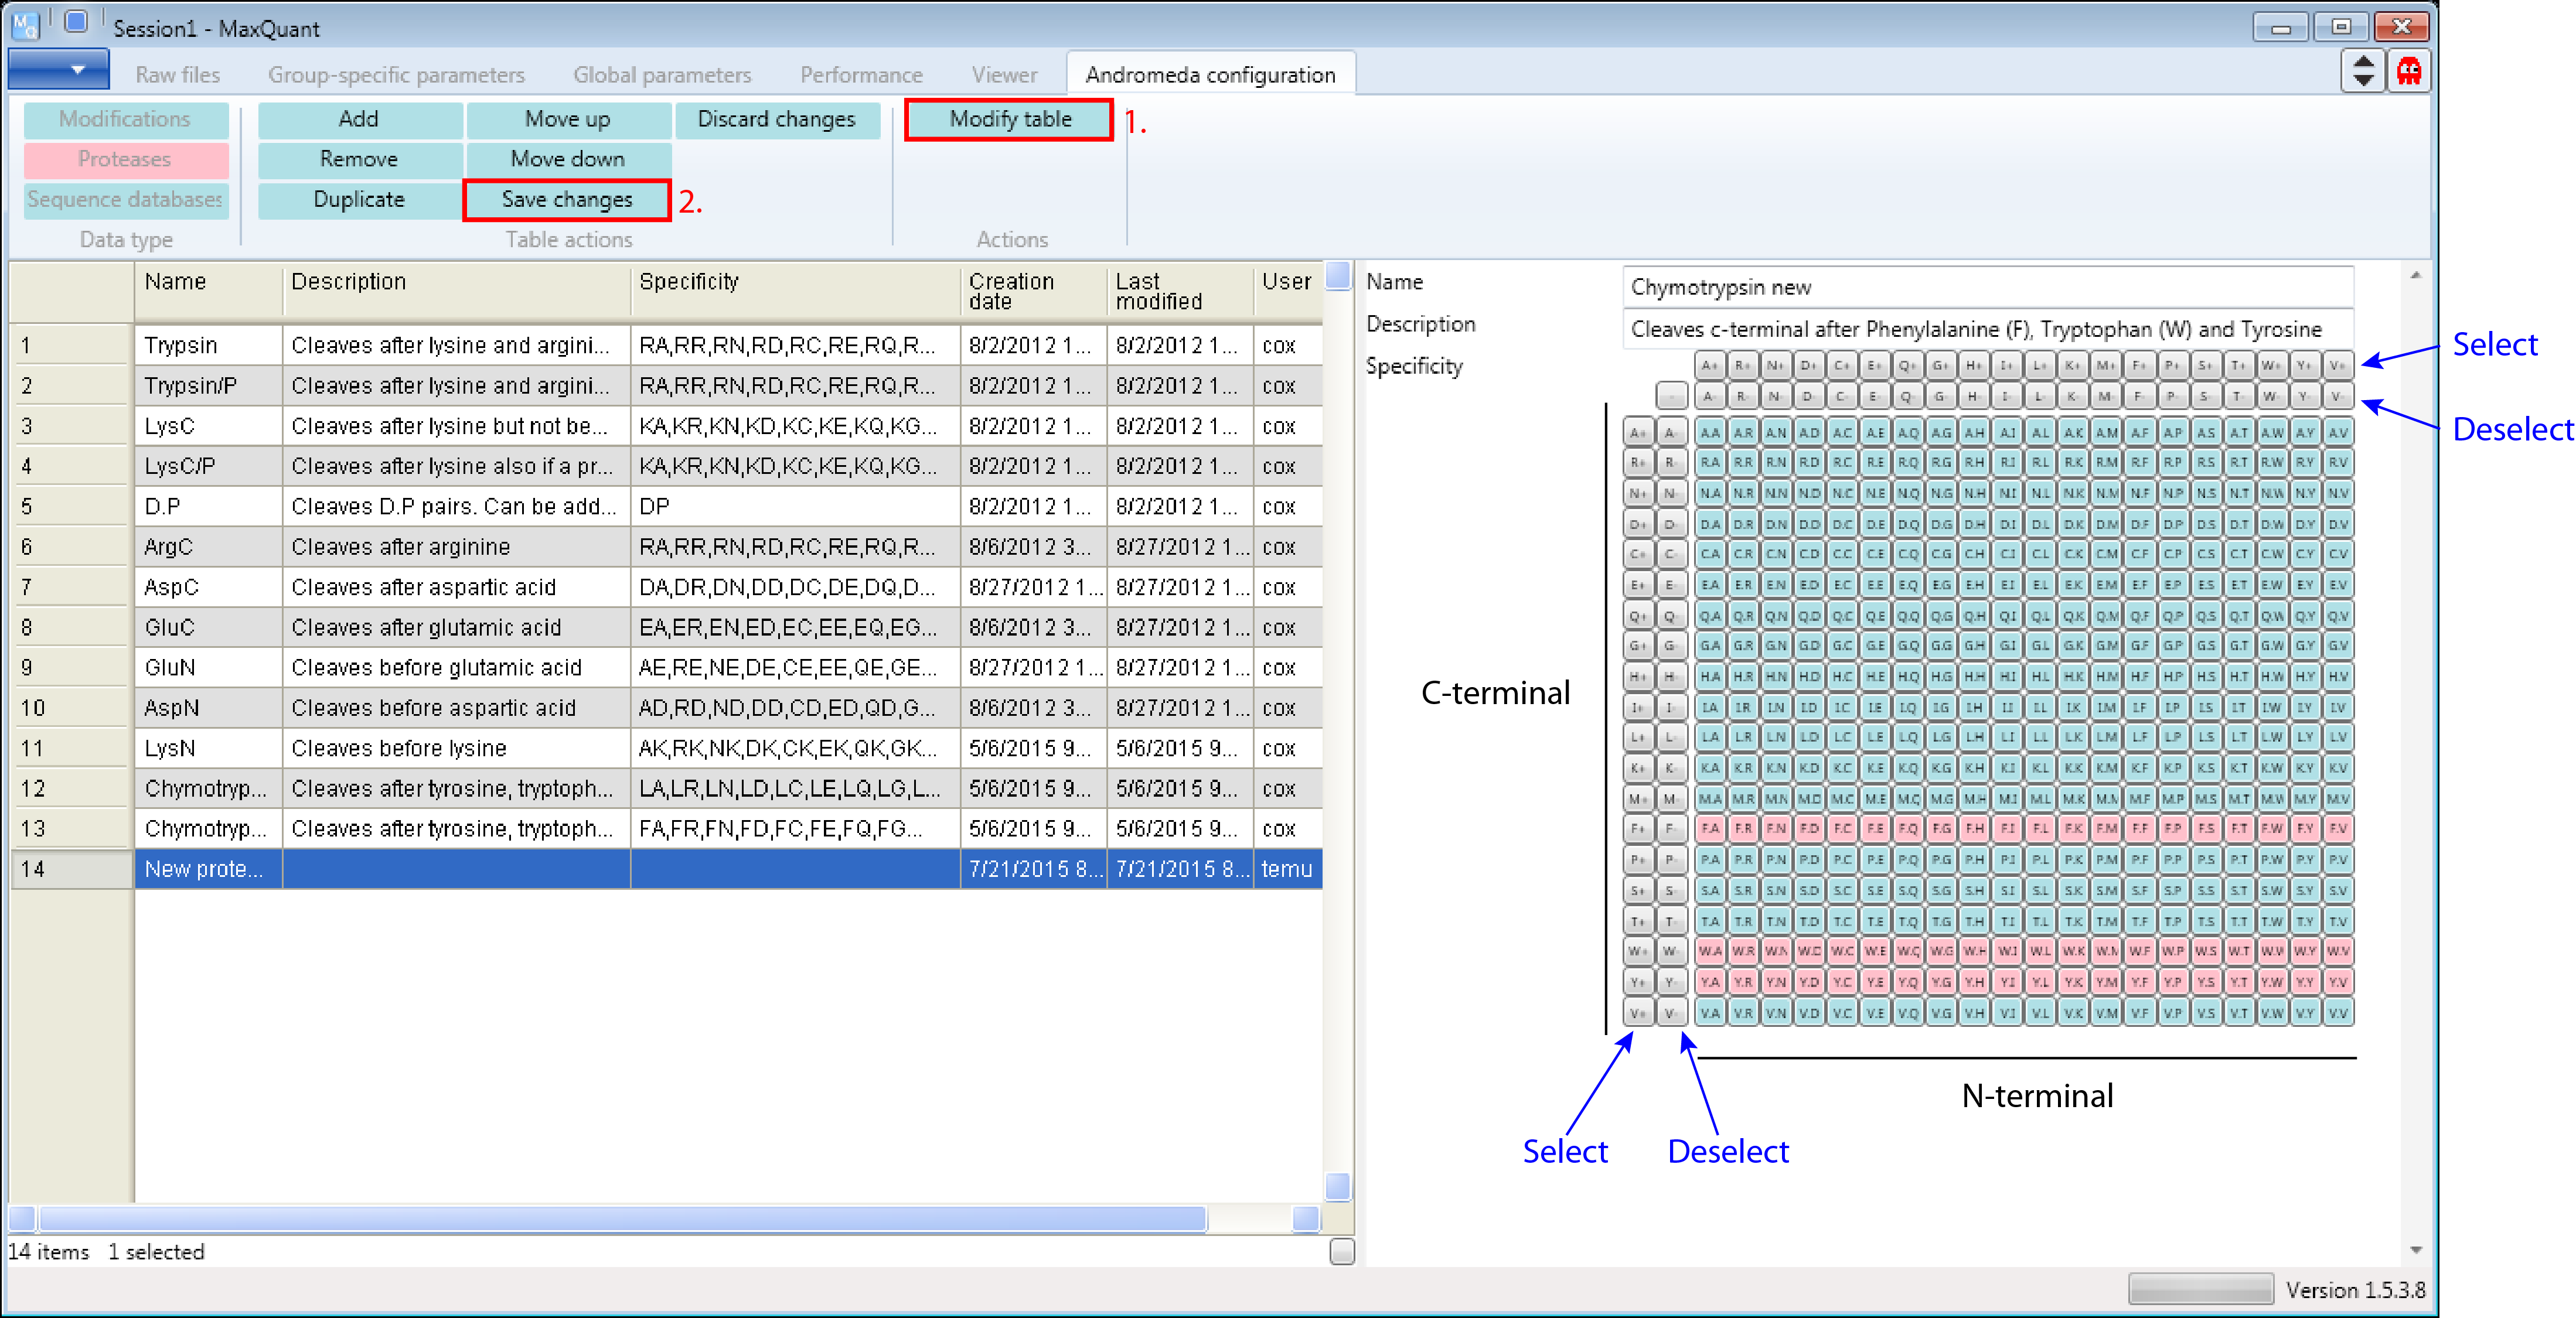 Session1 - MaxQuant
Raw files Group-specific parameters Global parameters Performance Viewer Andromeda configuration
Modifications Add Move up Discard changes Modify table 1.
Proteases Remove Move down
Sequence databases Duplicate Save changes 2.
Data type Table actions Actions
Name Description Specificity Creation date Last modified User
1 Trypsin Cleaves after lysine and argini... RA,RR,RN,RD,RC,RE,RQ,R... 8/2/2012 1... 8/2/2012 1... cox
2 Trypsin/P Cleaves after lysine and argini... RA,RR,RN,RD,RC,RE,RQ,R... 8/2/2012 1... 8/2/2012 1... cox
3 LysC Cleaves after lysine but not be... KA,KR,KN,KD,KC,KE,KQ,KG... 8/2/2012 1... 8/2/2012 1... cox
4 LysC/P Cleaves after lysine also if a pr... KA,KR,KN,KD,KC,KE,KQ,KG... 8/2/2012 1... 8/2/2012 1... cox
5 D.P Cleaves D.P pairs. Can be add... DP 8/2/2012 1... 8/2/2012 1... cox
6 ArgC Cleaves after arginine RA,RR,RN,RD,RC,RE,RQ,R... 8/6/2012 3... 8/27/2012 1... cox
7 AspC Cleaves after aspartic acid DA,DR,DN,DD,DC,DE,DQ,D... 8/27/2012 1... 8/27/2012 1... cox
8 GluC Cleaves after glutamic acid EA,ER,EN,ED,EC,EE,EQ,EG... 8/6/2012 3... 8/27/2012 1... cox
9 GluN Cleaves before glutamic acid AE,RE,NE,DE,CE,EE,QE,GE... 8/27/2012 1... 8/27/2012 1... cox
10 AspN Cleaves before aspartic acid AD,RD,ND,DD,CD,ED,QD,G... 8/6/2012 3... 8/27/2012 1... cox
11 LysN Cleaves before lysine AK,RK,NK,DK,CK,EK,QK,GK... 5/6/2015 9... 5/6/2015 9... cox
12 Chymotryp... Cleaves after tyrosine, tryptoph... LA,LR,LN,LD,LC,LE,LQ,LG,L... 5/6/2015 9... 5/6/2015 9... cox
13 Chymotryp... Cleaves after tyrosine, tryptoph... FA,FR,FN,FD,FC,FE,FQ,FG... 5/6/2015 9... 5/6/2015 9... cox
14 New prote... 7/21/2015 8... 7/21/2015 8... temu
14 items 1 selected
Name Chymotrypsin new
Description Cleaves c-terminal after Phenylalanine (F), Tryptophan (W) and Tyrosine
Specificity
A+ R+ N+ D+ C+ E+ Q+ G+ H+ I+ L+ K+ M+ F+ P+ S+ T+ W+ Y+ V+
- A- R- N- D- C- E- Q- G- H- I- L- K- M- F- P- S- T- W- Y- V-
A+ A- A.A A.R A.N A.D A.C A.E A.Q A.G A.H A.I A.L A.K A.M A.F A.P A.S A.T A.W A.Y A.V
R+ R- R.A R.R R.N R.D R.C R.E R.Q R.G R.H R.I R.L R.K R.M R.F R.P R.S R.T R.W R.Y R.V
N+ N- N.A N.R N.N N.D N.C N.E N.Q N.G N.H N.I N.L N.K N.M N.F N.P N.S N.T N.W N.Y N.V
D+ D- D.A D.R D.N D.D D.C D.E D.Q D.G D.H D.I D.L D.K D.M D.F D.P D.S D.T D.W D.Y D.V
C+ C- C.A C.R C.N C.D C.C C.E C.Q C.G C.H C.I C.L C.K C.M C.F C.P C.S C.T C.W C.Y C.V
E+ E- E.A E.R E.N E.D E.C E.E E.Q E.G E.H E.I E.L E.K E.M E.F E.P E.S E.T E.W E.Y E.V
Q+ Q- Q.A Q.R Q.N Q.D Q.C Q.E Q.Q Q.G Q.H Q.I Q.L Q.K Q.M Q.F Q.P Q.S Q.T Q.W Q.Y Q.V
G+ G- G.A G.R G.N G.D G.C G.E G.Q G.G G.H G.I G.L G.K G.M G.F G.P G.S G.T G.W G.Y G.V
H+ H- H.A H.R H.N H.D H.C H.E H.Q H.G H.H H.I H.L H.K H.M H.F H.P H.S H.T H.W H.Y H.V
I+ I- I.A I.R I.N I.D I.C I.E I.Q I.G I.H I.I I.L I.K I.M I.F I.P I.S I.T I.W I.Y I.V
L+ L- L.A L.R L.N L.D L.C L.E L.Q L.G L.H L.I L.L L.K L.M L.F L.P L.S L.T L.W L.Y L.V
K+ K- K.A K.R K.N K.D K.C K.E K.Q K.G K.H K.I K.L K.K K.M K.F K.P K.S K.T K.W K.Y K.V
M+ M- M.A M.R M.N M.D M.C M.E M.Q M.G M.H M.I M.L M.K M.M M.F M.P M.S M.T M.W M.Y M.V
F+ F- F.A F.R F.N F.D F.C F.E F.Q F.G F.H F.I F.L F.K F.M F.F F.P F.S F.T F.W F.Y F.V
P+ P- P.A P.R P.N P.D P.C P.E P.Q P.G P.H P.I P.L P.K P.M P.F P.P P.S P.T P.W P.Y P.V
S+ S- S.A S.R S.N S.D S.C S.E S.Q S.G S.H S.I S.L S.K S.M S.F S.P S.S S.T S.W S.Y S.V
T+ T- T.A T.R T.N T.D T.C T.E T.Q T.G T.H T.I T.L T.K T.M T.F T.P T.S T.T T.W T.Y T.V
W+ W- W.A W.R W.N W.D W.C W.E W.Q W.G W.H W.I W.L W.K W.M W.F W.P W.S W.T W.W W.Y W.V
Y+ Y- Y.A Y.R Y.N Y.D Y.C Y.E Y.Q Y.G Y.H Y.I Y.L Y.K Y.M Y.F Y.P Y.S Y.T Y.W Y.Y Y.V
V+ V- V.A V.R V.N V.D V.C V.E V.Q V.G V.H V.I V.L V.K V.M V.F V.P V.S V.T V.W V.Y V.V
Select
Deselect
C-terminal
N-terminal
Select Deselect
Version 1.5.3.8